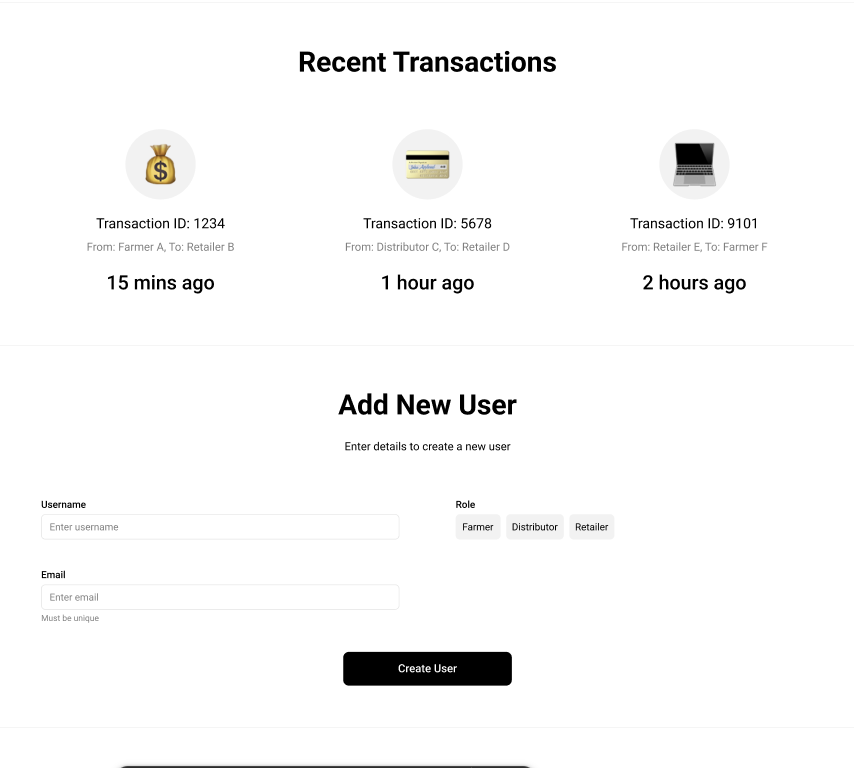 Recent Transactions
Transaction ID: 1234
From: Farmer A, To: Retailer B
15 mins ago
Transaction ID: 5678
From: Distributor C, To: Retailer D
1 hour ago
Transaction ID: 9101
From: Retailer E, To: Farmer F
2 hours ago
Add New User
Enter details to create a new user
Username
Enter username
Role
Farmer Distributor Retailer
Email
Enter email
Must be unique
Create User